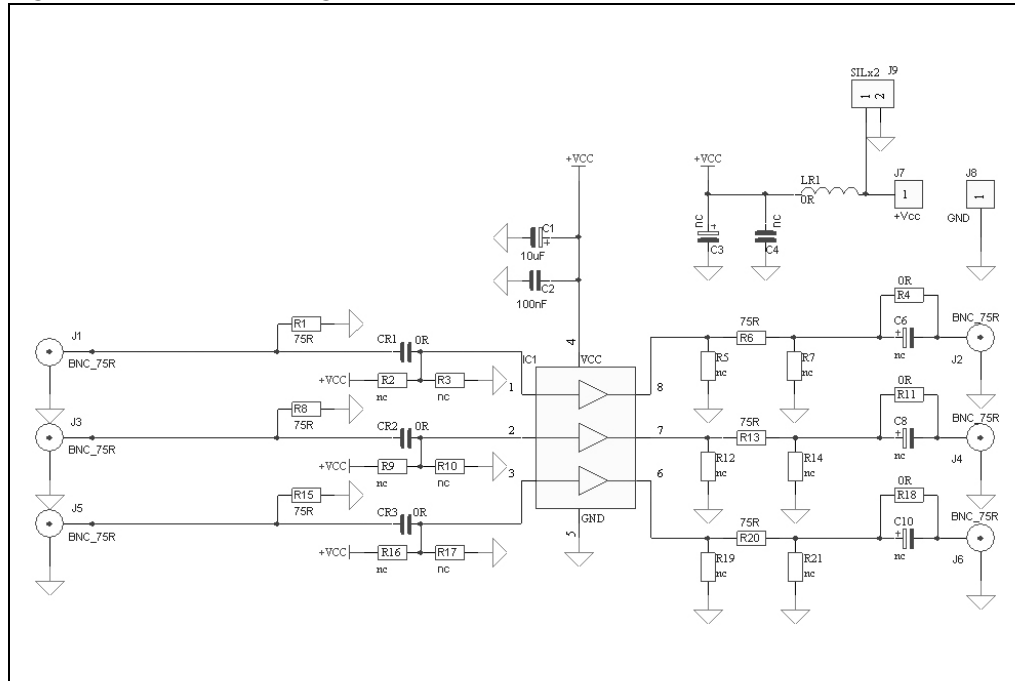 SILx2 J9
1 2
+VCC
+VCC
LR1
0R
J7
1
+Vcc
J8
1
GND
nc
+
C3
nc
C4
C1
+
10uF
C2
100nF
J1
BNC_75R
R1
75R
CR1 0R
+VCC R2 R3
nc nc
IC1
4
VCC
1
8
75R
R6
R5
nc
R7
nc
0R
R4
C6
+
nc
BNC_75R
J2
J3
BNC_75R
R8
75R
CR2 0R
+VCC R9 R10
nc nc
2
7
75R
R13
R12
nc
R14
nc
0R
R11
C8
+
nc
BNC_75R
J4
J5
BNC_75R
R15
75R
CR3 0R
+VCC R16 R17
nc nc
3
6
GND
5
75R
R20
R19
nc
R21
nc
0R
R18
C10
+
nc
BNC_75R
J6